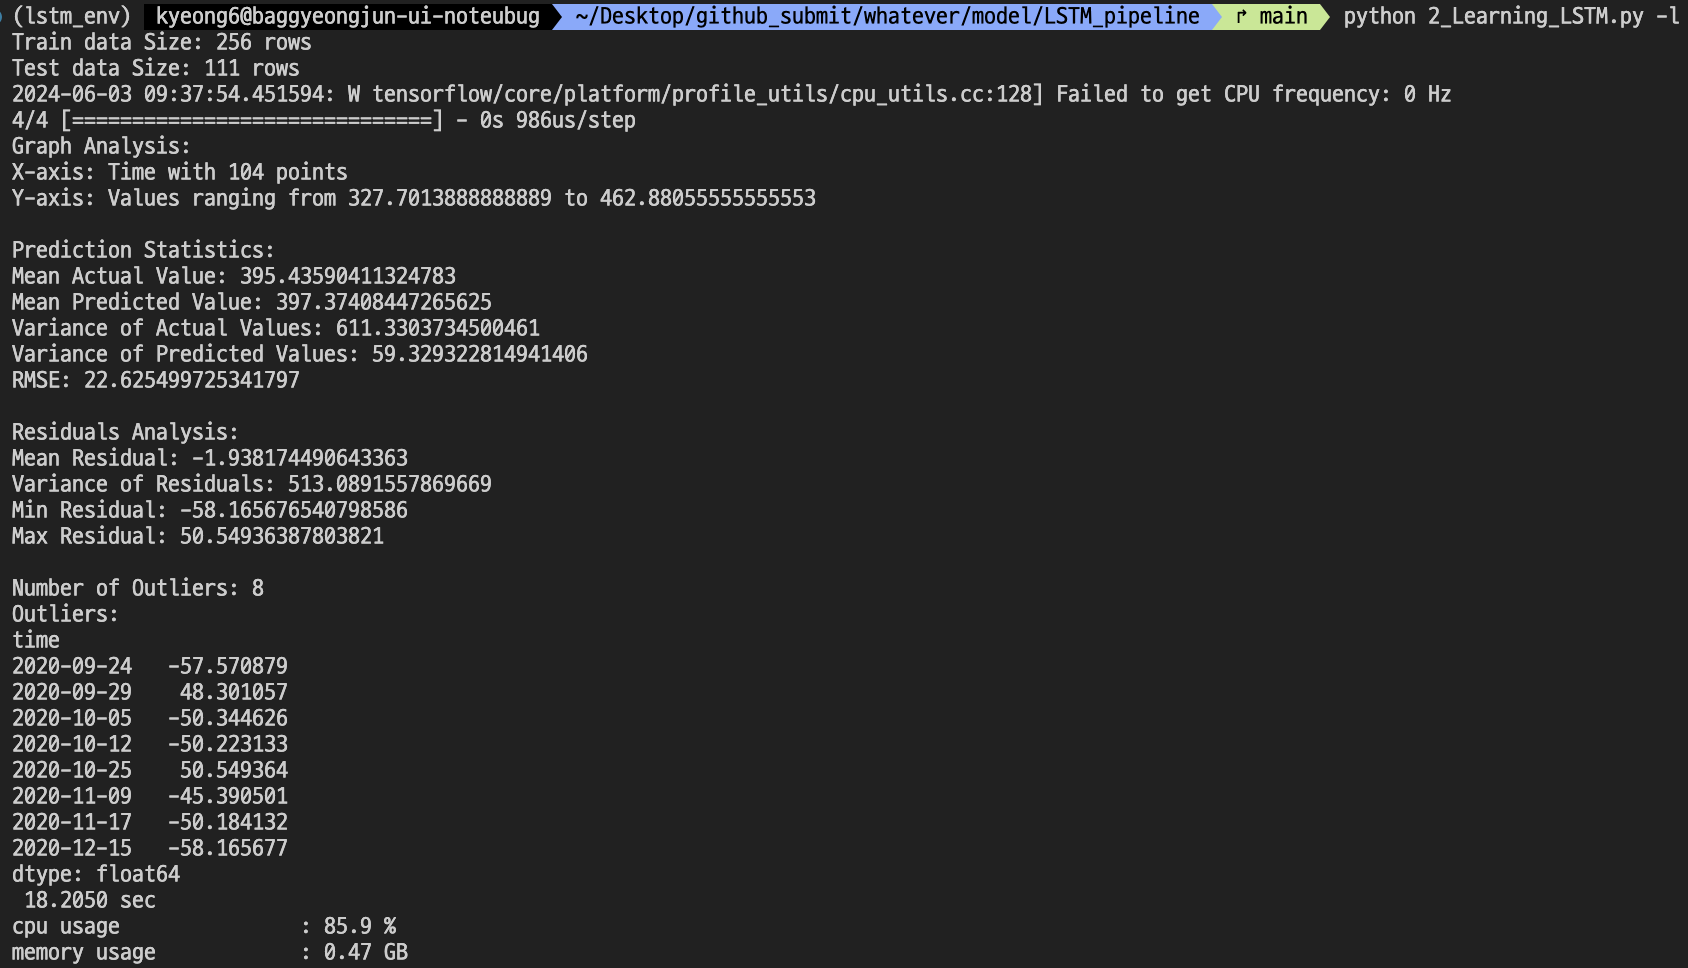 (lstm_env) kyeong6@baggyeongjun-ui-noteubug ~/Desktop/github_submit/whatever/model/LSTM_pipeline ↱ main python 2_Learning_LSTM.py -l
Train data Size: 256 rows
Test data Size: 111 rows
2024-06-03 09:37:54.451594: W tensorflow/core/platform/profile_utils/cpu_utils.cc:128] Failed to get CPU frequency: 0 Hz
4/4 [==============================] - 0s 986us/step
Graph Analysis:
X-axis: Time with 104 points
Y-axis: Values ranging from 327.7013888888889 to 462.88055555555553

Prediction Statistics:
Mean Actual Value: 395.43590411324783
Mean Predicted Value: 397.37408447265625
Variance of Actual Values: 611.3303734500461
Variance of Predicted Values: 59.329322814941406
RMSE: 22.625499725341797

Residuals Analysis:
Mean Residual: -1.938174490643363
Variance of Residuals: 513.0891557869669
Min Residual: -58.165676540798586
Max Residual: 50.54936387803821

Number of Outliers: 8
Outliers:
time
2020-09-24   -57.570879
2020-09-29    48.301057
2020-10-05   -50.344626
2020-10-12   -50.223133
2020-10-25    50.549364
2020-11-09   -45.390501
2020-11-17   -50.184132
2020-12-15   -58.165677
dtype: float64
 18.2050 sec
cpu usage               : 85.9 %
memory usage            : 0.47 GB